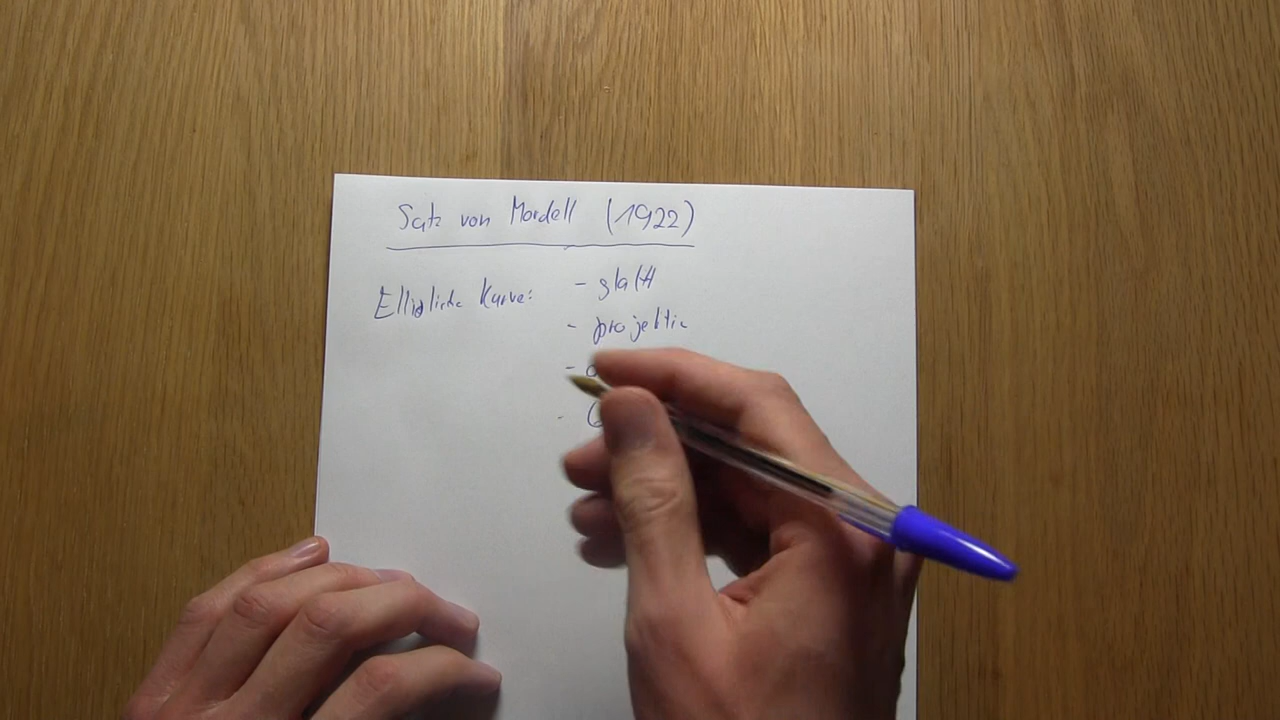 Satz von Mordell (1922)
Elliptische Kurve: - glatt
- projektiv
-
-